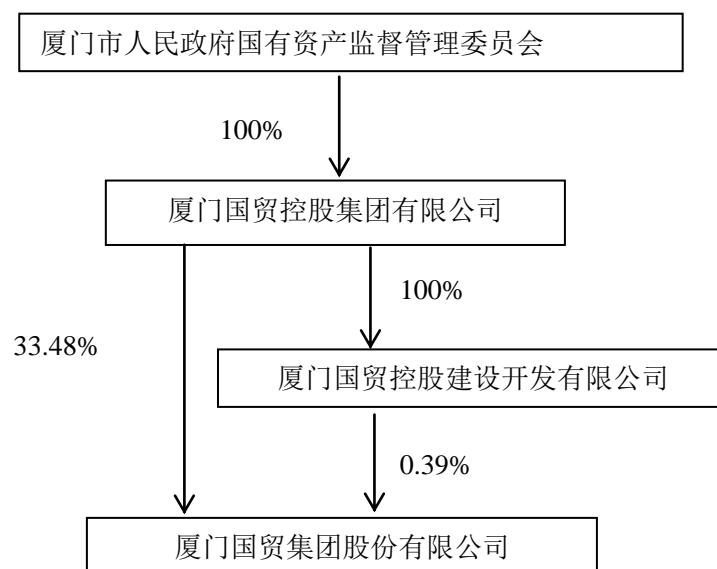 厦门市人民政府国有资产监督管理委员会
100%
厦门国贸控股集团有限公司
100%
33.48%
厦门国贸控股建设开发有限公司
0.39%
厦门国贸集团股份有限公司